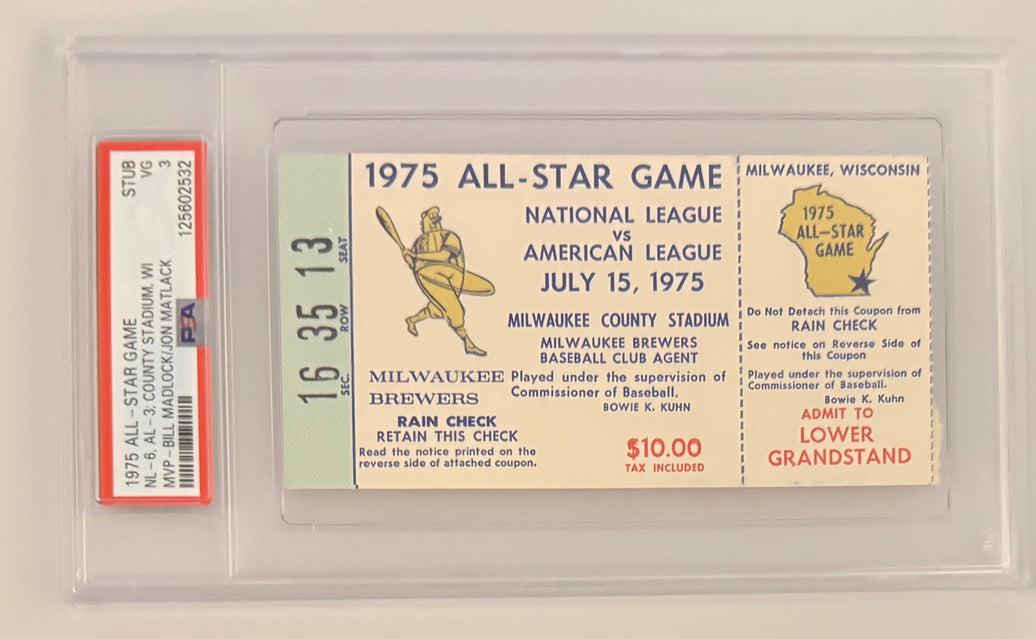 1975 ALL-STAR GAME STUB
NL-6, AL-3; COUNTY STADIUM, WI VG
MVP-BILL MADLOCK/JON MATLACK 3
125602532
PSA
16 35 13
SEC. ROW SEAT
1975 ALL-STAR GAME
NATIONAL LEAGUE
VS
AMERICAN LEAGUE
JULY 15, 1975
MILWAUKEE COUNTY STADIUM
MILWAUKEE BREWERS
BASEBALL CLUB AGENT
MILWAUKEE
BREWERS
Played under the supervision of
Commissioner of Baseball.
BOWIE K. KUHN
RAIN CHECK
RETAIN THIS CHECK
Read the notice printed on the
reverse side of attached coupon.
$10.00
TAX INCLUDED
MILWAUKEE, WISCONSIN
1975
ALL-STAR
GAME
Do Not Detach this Coupon from
RAIN CHECK
See notice on Reverse Side of
this Coupon
Played under the supervision of
Commissioner of Baseball.
Bowie K. Kuhn
ADMIT TO
LOWER
GRANDSTAND